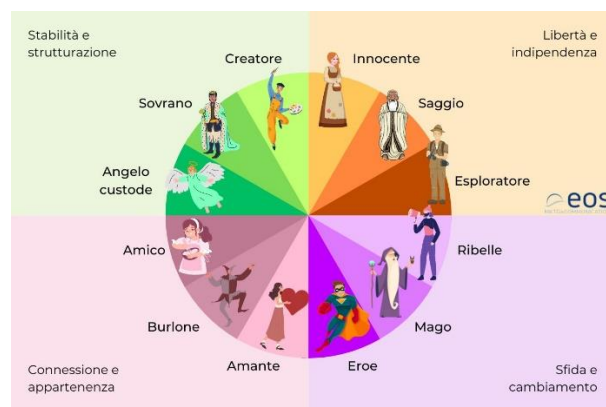 Stabilità e
strutturazione
Libertà e
indipendenza
Creatore
Innocente
Sovrano
Saggio
Angelo
custode
Esploratore
eos
Amico
Ribelle
Burlone
Mago
Amante
Eroe
Connessione e
appartenenza
Sfida e
cambiamento